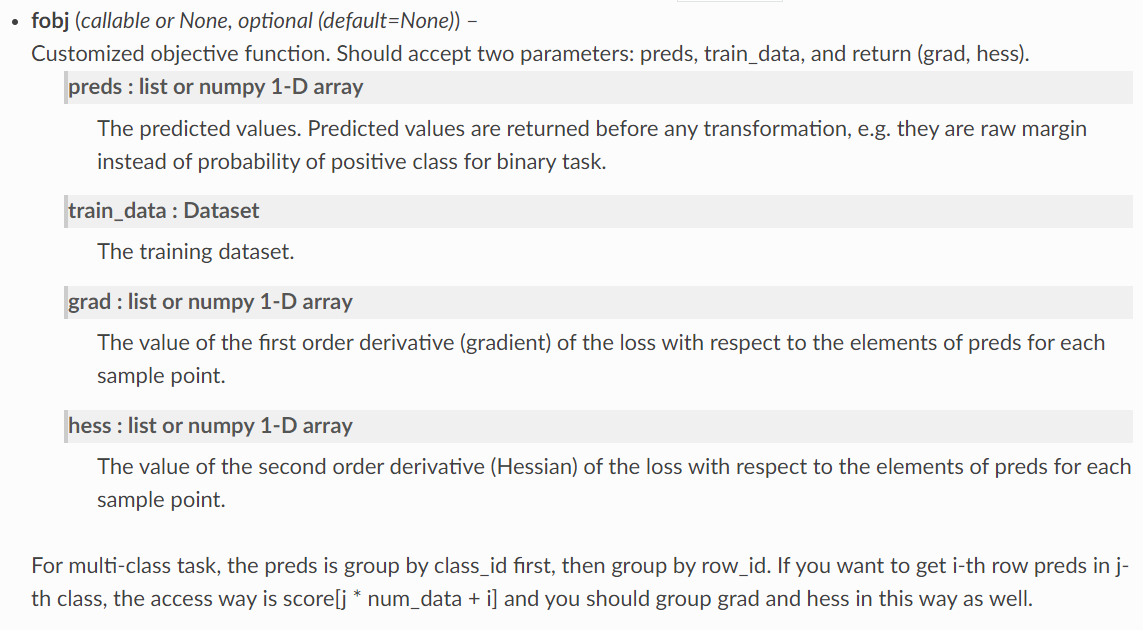 • fobj (callable or None, optional (default=None)) –
Customized objective function. Should accept two parameters: preds, train_data, and return (grad, hess).
preds : list or numpy 1-D array
The predicted values. Predicted values are returned before any transformation, e.g. they are raw margin
instead of probability of positive class for binary task.
train_data : Dataset
The training dataset.
grad : list or numpy 1-D array
The value of the first order derivative (gradient) of the loss with respect to the elements of preds for each
sample point.
hess : list or numpy 1-D array
The value of the second order derivative (Hessian) of the loss with respect to the elements of preds for each
sample point.
For multi-class task, the preds is group by class_id first, then group by row_id. If you want to get i-th row preds in j-
th class, the access way is score[j * num_data + i] and you should group grad and hess in this way as well.